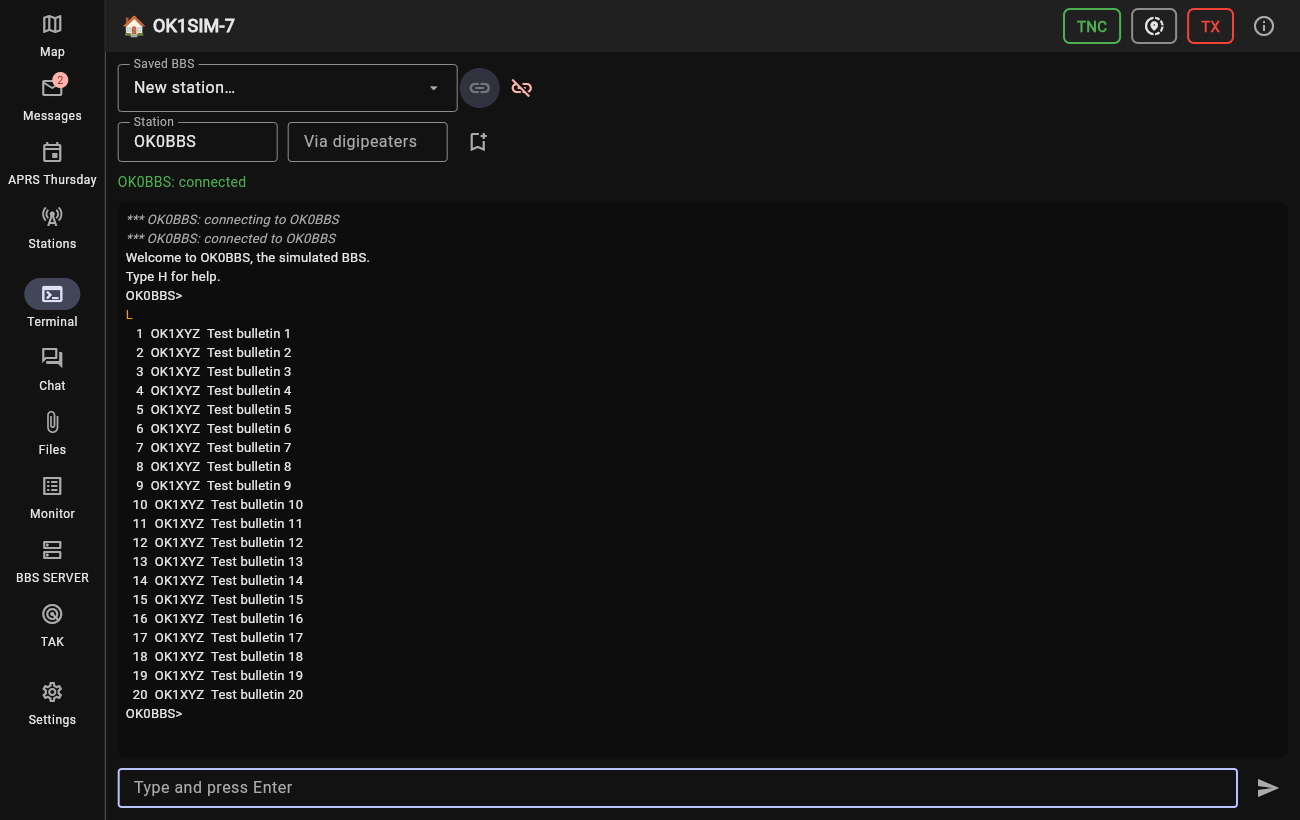 OK1SIM-7
TNC
TX
Map
2
Messages
APRS Thursday
Stations
Terminal
Chat
Files
Monitor
BBS SERVER
TAK
Settings
Saved BBS
New station…
Station
OK0BBS
Via digipeaters
OK0BBS: connected
*** OK0BBS: connecting to OK0BBS
*** OK0BBS: connected to OK0BBS
Welcome to OK0BBS, the simulated BBS.
Type H for help.
OK0BBS>
L
1 OK1XYZ Test bulletin 1
2 OK1XYZ Test bulletin 2
3 OK1XYZ Test bulletin 3
4 OK1XYZ Test bulletin 4
5 OK1XYZ Test bulletin 5
6 OK1XYZ Test bulletin 6
7 OK1XYZ Test bulletin 7
8 OK1XYZ Test bulletin 8
9 OK1XYZ Test bulletin 9
10 OK1XYZ Test bulletin 10
11 OK1XYZ Test bulletin 11
12 OK1XYZ Test bulletin 12
13 OK1XYZ Test bulletin 13
14 OK1XYZ Test bulletin 14
15 OK1XYZ Test bulletin 15
16 OK1XYZ Test bulletin 16
17 OK1XYZ Test bulletin 17
18 OK1XYZ Test bulletin 18
19 OK1XYZ Test bulletin 19
20 OK1XYZ Test bulletin 20
OK0BBS>
Type and press Enter